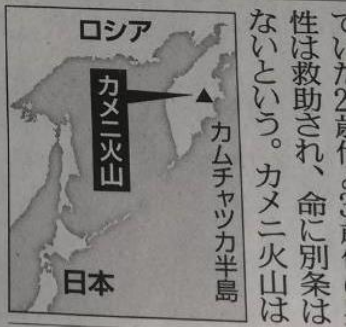 ロシア
カメニ火山
カムチャツカ半島
日本
性は救助され、命に別条は
ないという。カメニ火山は